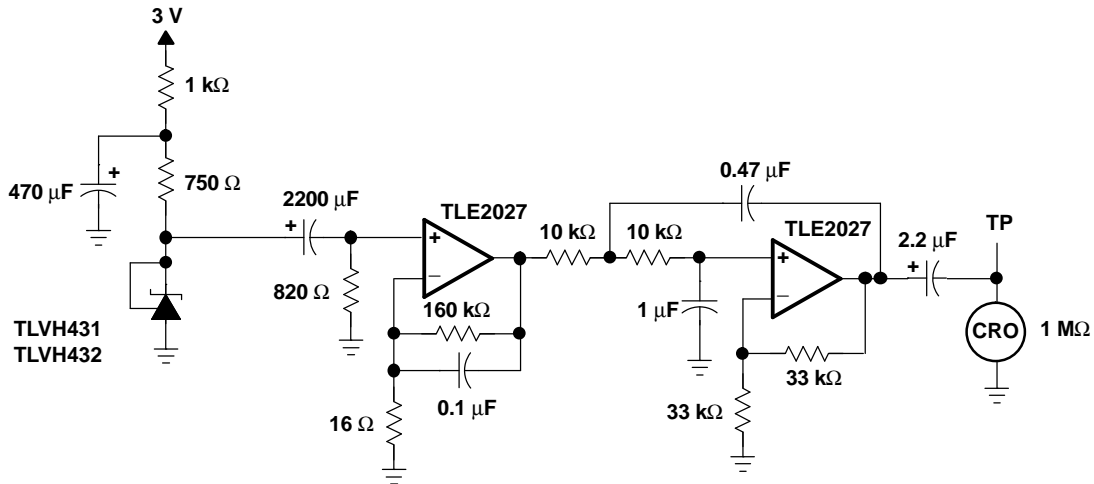 3 V
1 kΩ
470 μF
+
750 Ω
2200 μF
+
TLE2027
+
−
820 Ω
160 kΩ
0.1 μF
16 Ω
10 kΩ
10 kΩ
0.47 μF
TLE2027
+
−
1 μF
33 kΩ
33 kΩ
2.2 μF
+
TP
CRO
1 MΩ
TLVH431
TLVH432